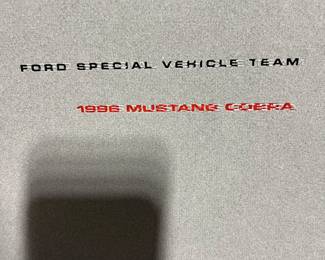 FORD SPECIAL VEHICLE TEAM
1996 MUSTANG COBRA